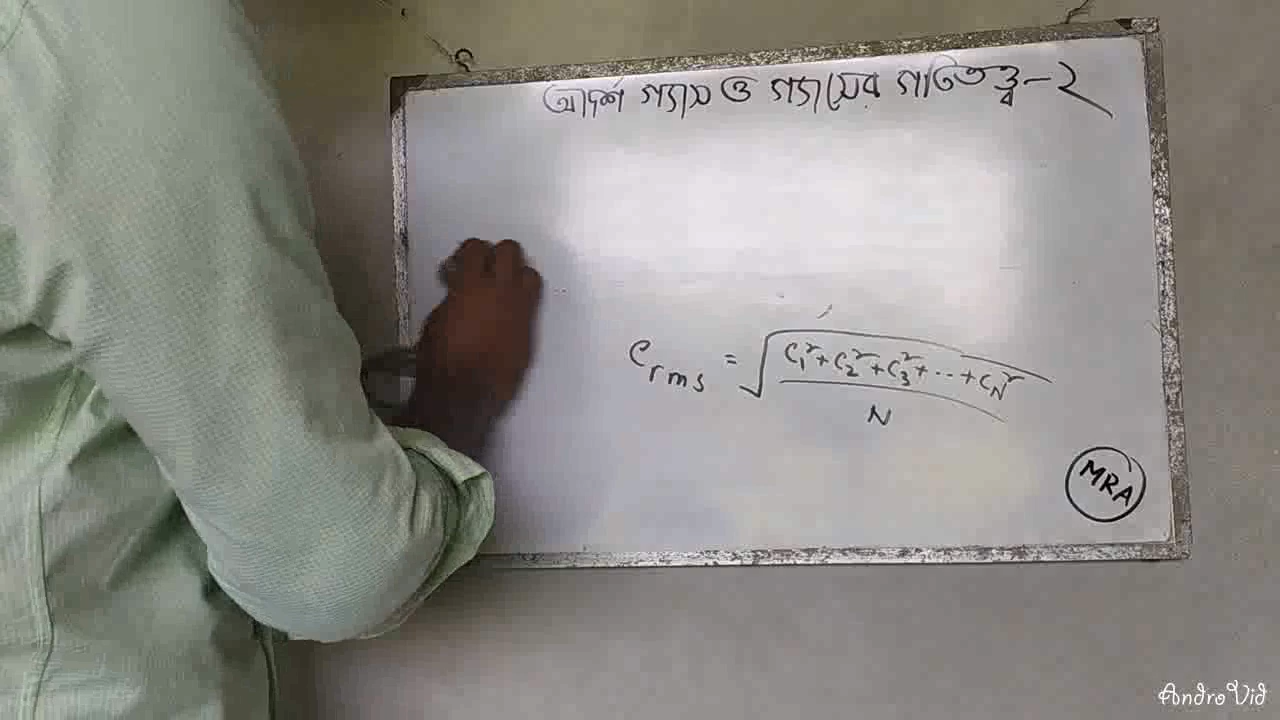 আদর্শ গ্যাস ও গ্যাসের গতিতত্ত্ব-২
C_rms = √((C₁² + C₂² + C₃² + ... + C_N²) / N)
MRA
AndroVid